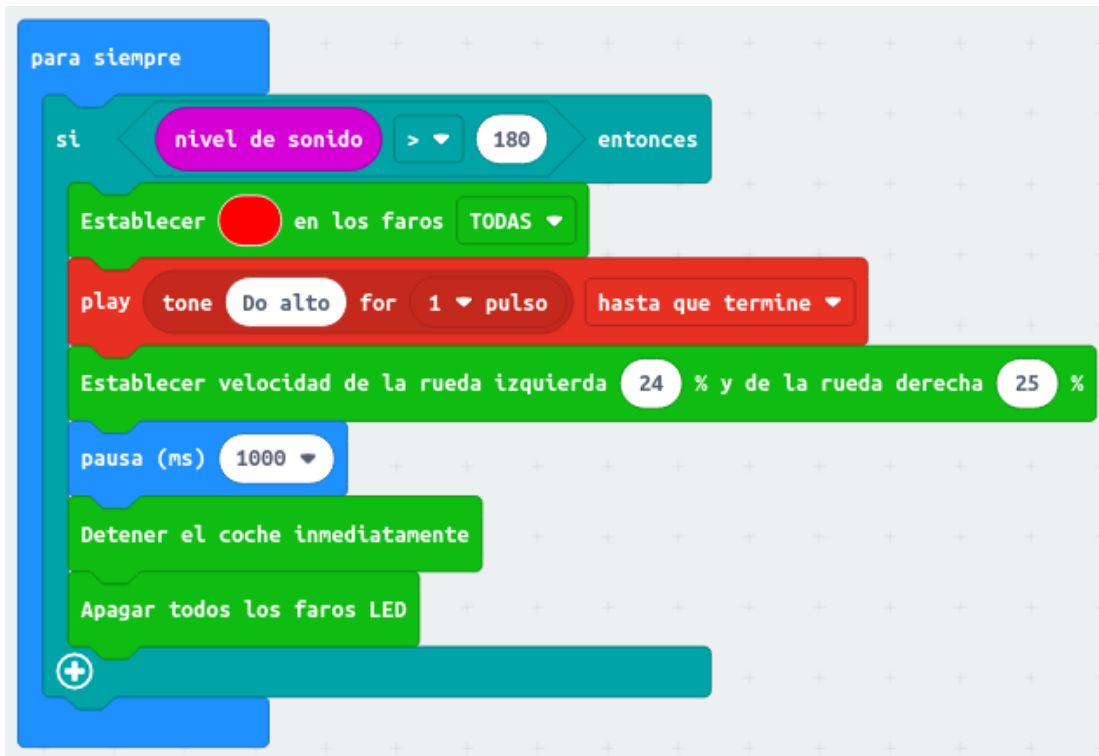 para siempre
si nivel de sonido > 180 entonces
Establecer en los faros TODAS
play tone Do alto for 1 pulso hasta que termine
Establecer velocidad de la rueda izquierda 24 % y de la rueda derecha 25 %
pausa (ms) 1000
Detener el coche inmediatamente
Apagar todos los faros LED